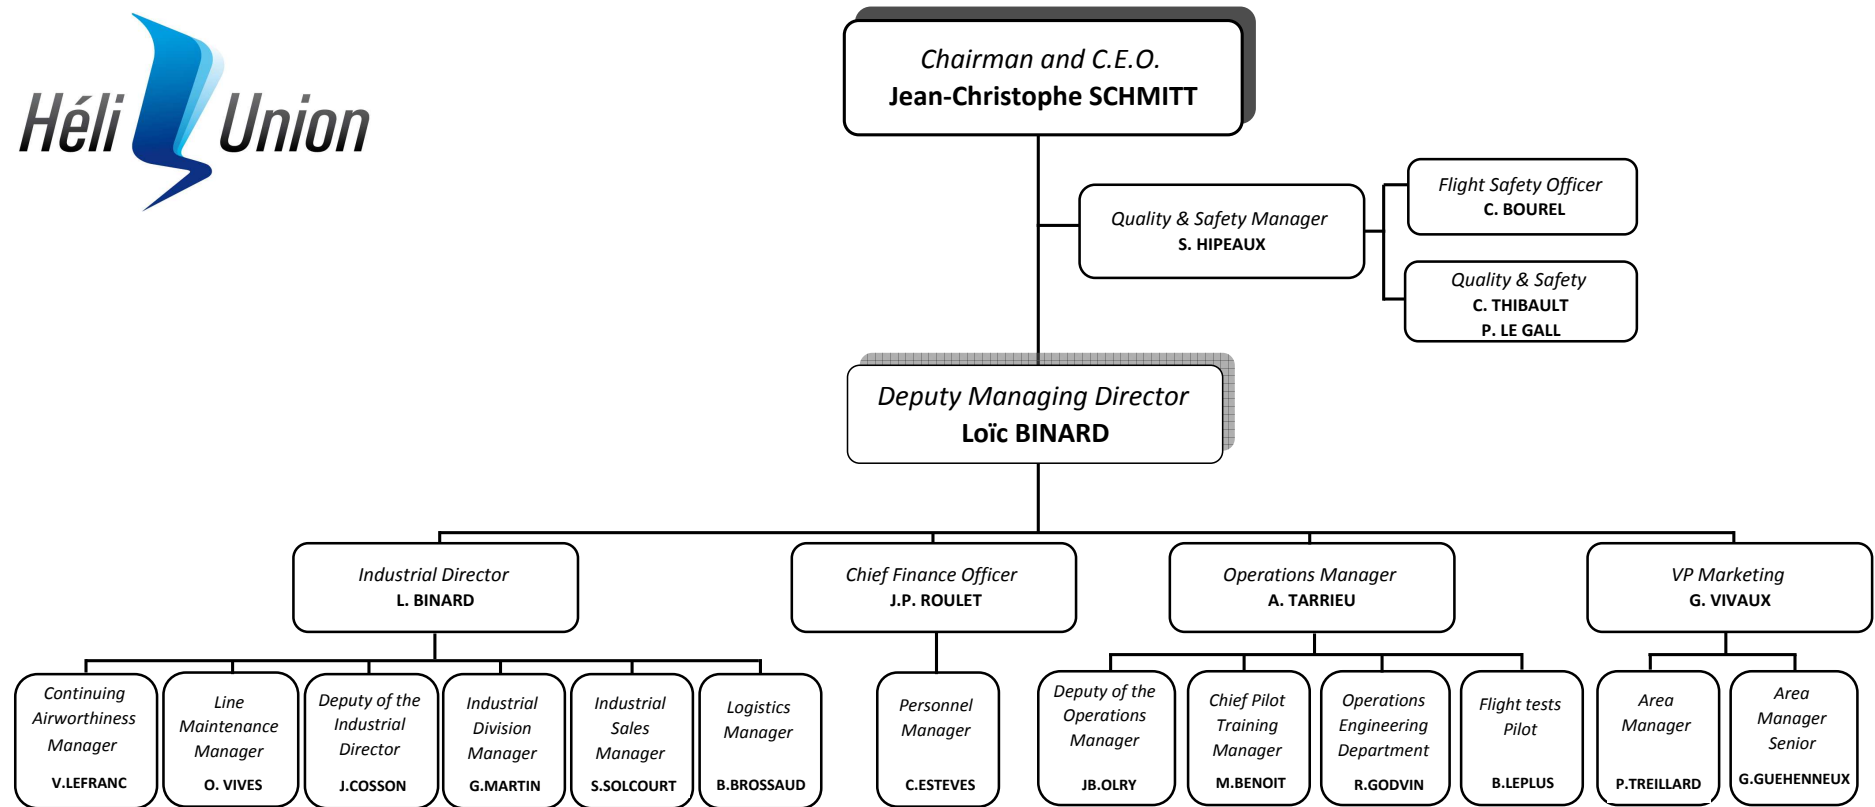 Héli Union
Chairman and C.E.O.
Jean-Christophe SCHMITT
Quality & Safety Manager
S. HIPEAUX
Flight Safety Officer
C. BOUREL
Quality & Safety
C. THIBAULT
P. LE GALL
Deputy Managing Director
Loïc BINARD
Industrial Director
L. BINARD
Chief Finance Officer
J.P. ROULET
Operations Manager
A. TARRIEU
VP Marketing
G. VIVAUX
Continuing
Airworthiness
Manager
V.LEFRANC
Line
Maintenance
Manager
O. VIVES
Deputy of the
Industrial
Director
J.COSSON
Industrial
Division
Manager
G.MARTIN
Industrial
Sales
Manager
S.SOLCOURT
Logistics
Manager
B.BROSSAUD
Personnel
Manager
C.ESTEVES
Deputy of the
Operations
Manager
JB.OLRY
Chief Pilot
Training
Manager
M.BENOIT
Operations
Engineering
Department
R.GODVIN
Flight tests
Pilot
B.LEPLUS
Area
Manager
P.TREILLARD
Area
Manager
Senior
G.GUEHENNEUX